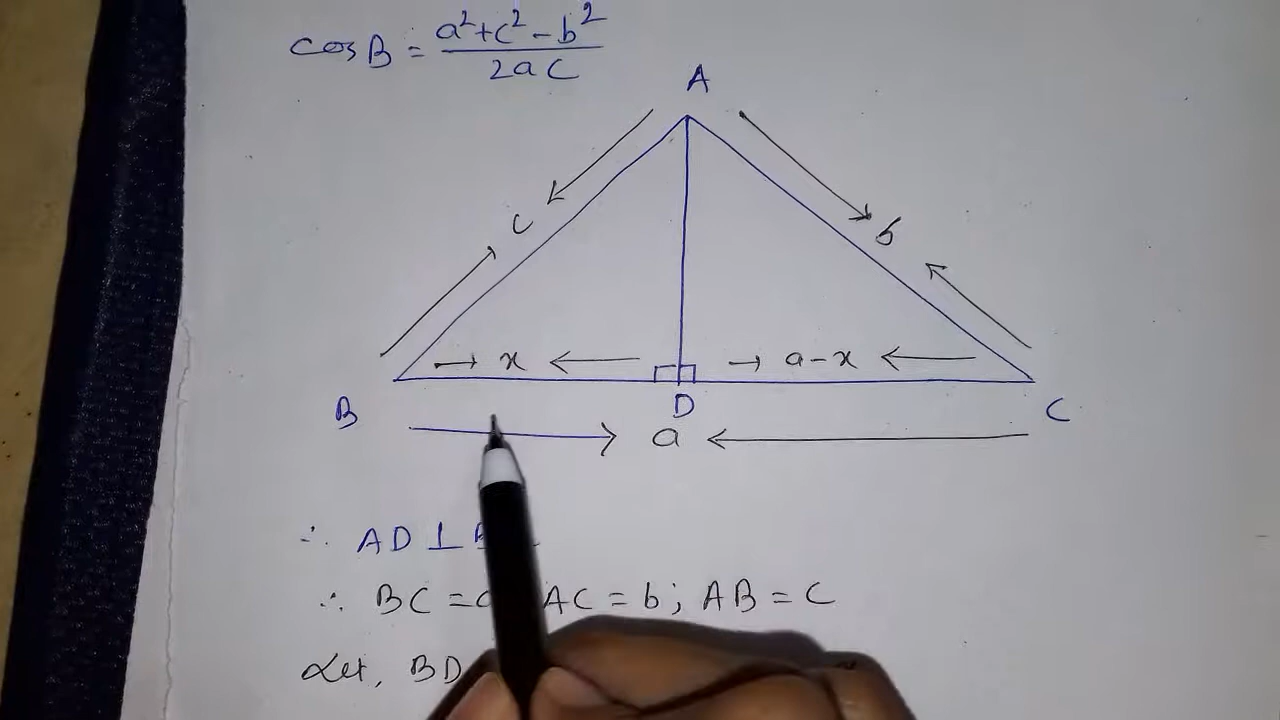 cos B = a²+c²-b² / 2ac
A
c
b
x
a-x
B
D
C
a
∴ AD ⊥
∴ BC = AC = b; AB = c
Let, BD